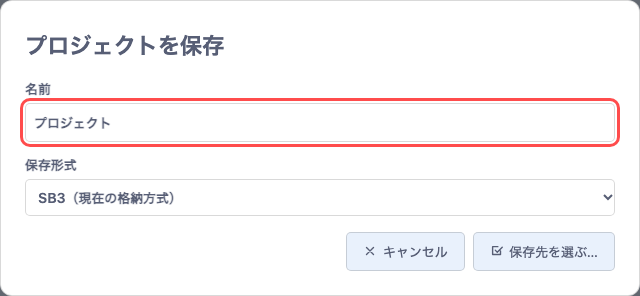 プロジェクトを保存
名前
プロジェクト
保存形式
SB3（現在の格納方式）
キャンセル
保存先を選ぶ...